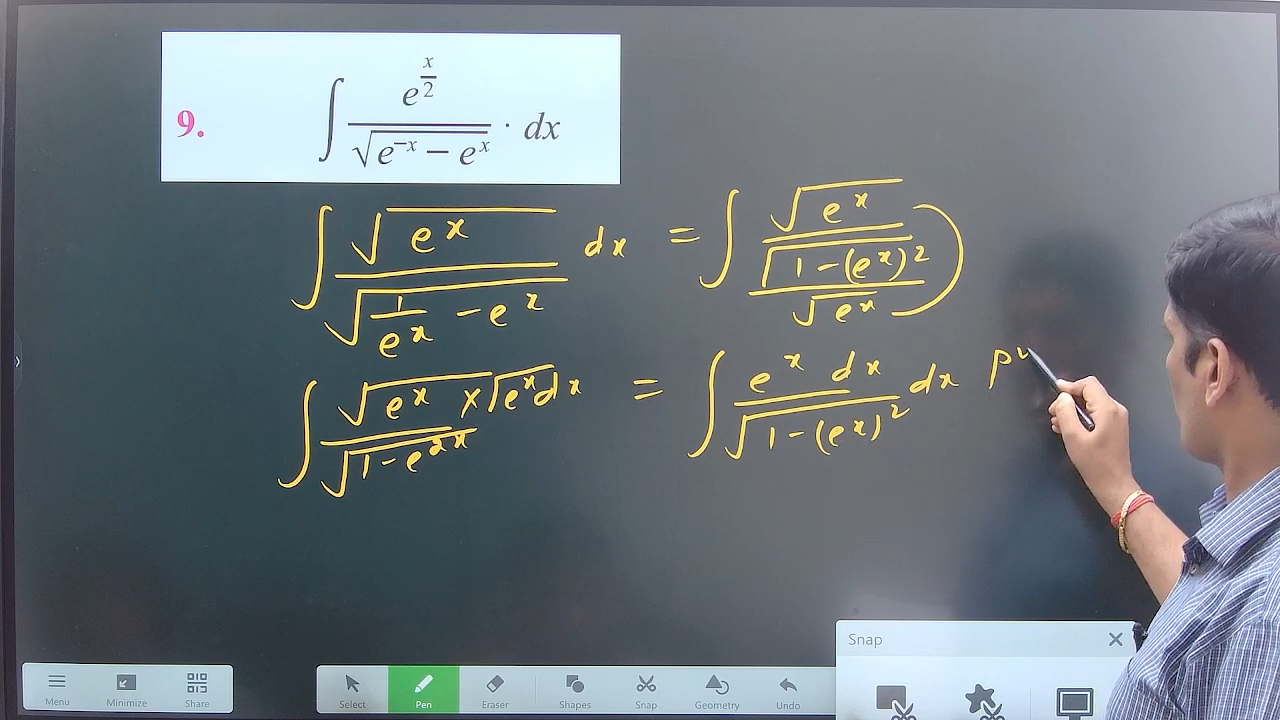 9. ∫ e^(x/2) / √(e^(-x) − e^x) · dx
∫ √(e^x) / √(1/e^x − e^x) dx = ∫ √(e^x) / (√(1−(e^x)²) / √(e^x))
∫ √(e^x) × √(e^x) dx / √(1−e^(2x)) = ∫ e^x dx / √(1−(e^x)²) dx pu
Snap ×
Menu Minimize Share Select Pen Eraser Shapes Snap Geometry Undo